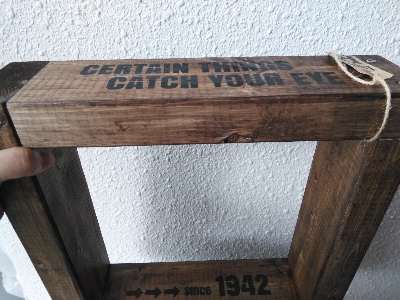 CERTAIN THINGS
CATCH YOUR EYE
→→→ SINCE 1942